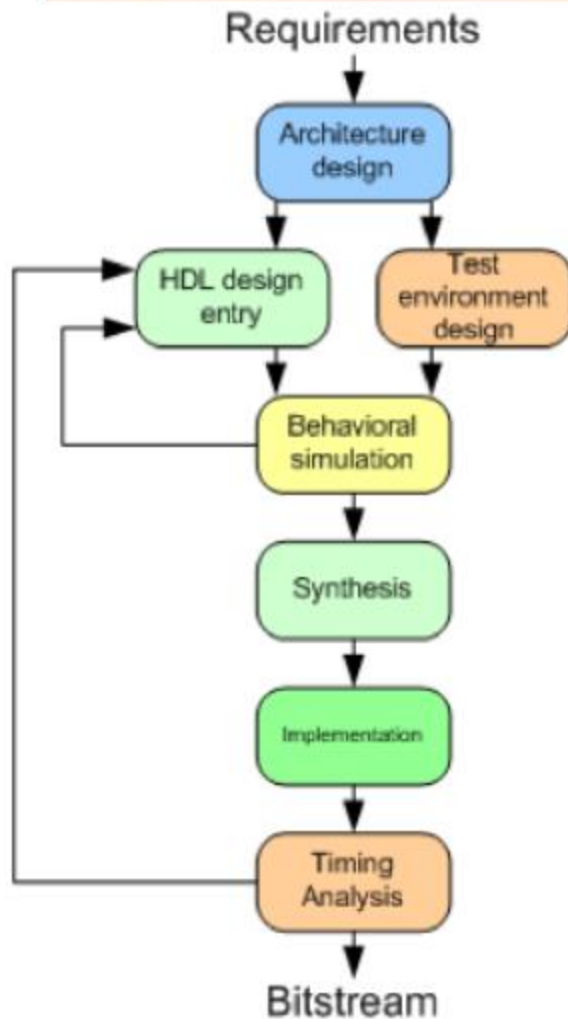 Requirements
Architecture
design
HDL design
entry
Test
environment
design
Behavioral
simulation
Synthesis
Implementation
Timing
Analysis
Bitstream